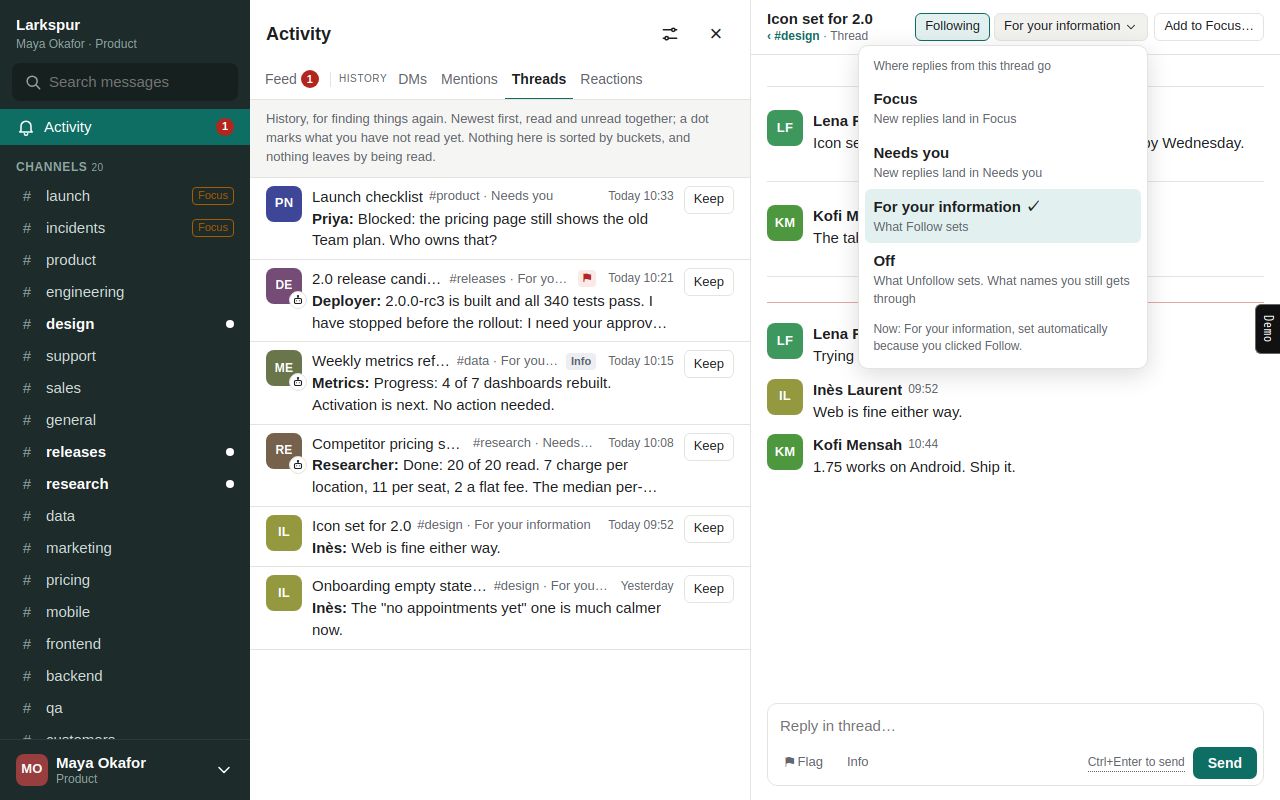 Larkspur
Maya Okafor · Product
Search messages
Activity
1
CHANNELS 20
# launch Focus
# incidents Focus
# product
# engineering
# design
# support
# sales
# general
# releases
# research
# data
# marketing
# pricing
# mobile
# frontend
# backend
# qa
# customers
MO
Maya Okafor
Product
Activity
Feed 1 HISTORY DMs Mentions Threads Reactions
History, for finding things again. Newest first, read and unread together; a dot
marks what you have not read yet. Nothing here is sorted by buckets, and
nothing leaves by being read.
PN
Launch checklist #product · Needs you Today 10:33 Keep
Priya: Blocked: the pricing page still shows the old
Team plan. Who owns that?
DE
2.0 release candi… #releases · For yo… Today 10:21 Keep
Deployer: 2.0.0-rc3 is built and all 340 tests pass. I
have stopped before the rollout: I need your approv…
ME
Weekly metrics ref… #data · For you… Info Today 10:15 Keep
Metrics: Progress: 4 of 7 dashboards rebuilt.
Activation is next. No action needed.
RE
Competitor pricing s… #research · Needs… Today 10:08 Keep
Researcher: Done: 20 of 20 read. 7 charge per
location, 11 per seat, 2 a flat fee. The median per-…
IL
Icon set for 2.0 #design · For your information Today 09:52 Keep
Inès: Web is fine either way.
IL
Onboarding empty state… #design · For you… Yesterday Keep
Inès: The "no appointments yet" one is much calmer
now.
Icon set for 2.0
‹ #design · Thread
Following
For your information
Add to Focus…
Where replies from this thread go
Focus
New replies land in Focus
Needs you
New replies land in Needs you
For your information ✓
What Follow sets
Off
What Unfollow sets. What names you still gets
through
Now: For your information, set automatically
because you clicked Follow.
LF
Lena
Icon
by Wednesday.
KM
Kofi
The
LF
Lena
Trying
IL
Inès Laurent 09:52
Web is fine either way.
KM
Kofi Mensah 10:44
1.75 works on Android. Ship it.
Demo
Reply in thread…
Flag Info Ctrl+Enter to send Send